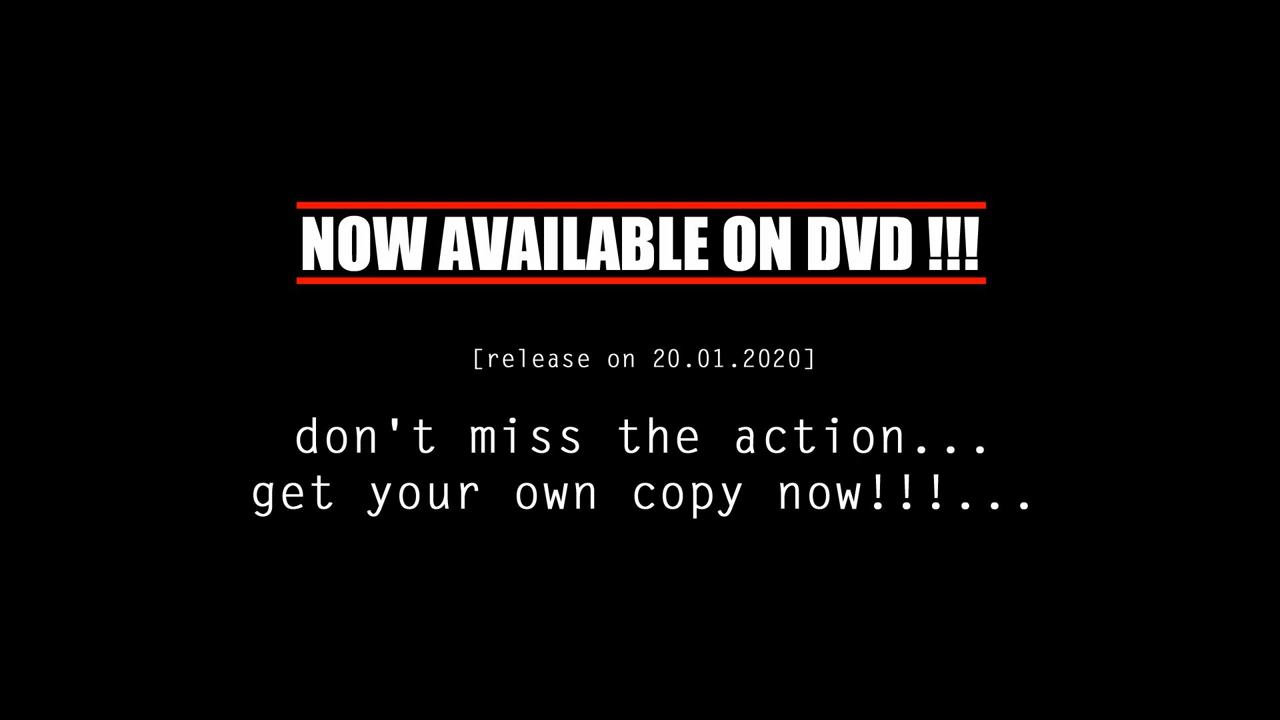 NOW AVAILABLE ON DVD !!!
[release on 20.01.2020]
don't miss the action...
get your own copy now!!!...